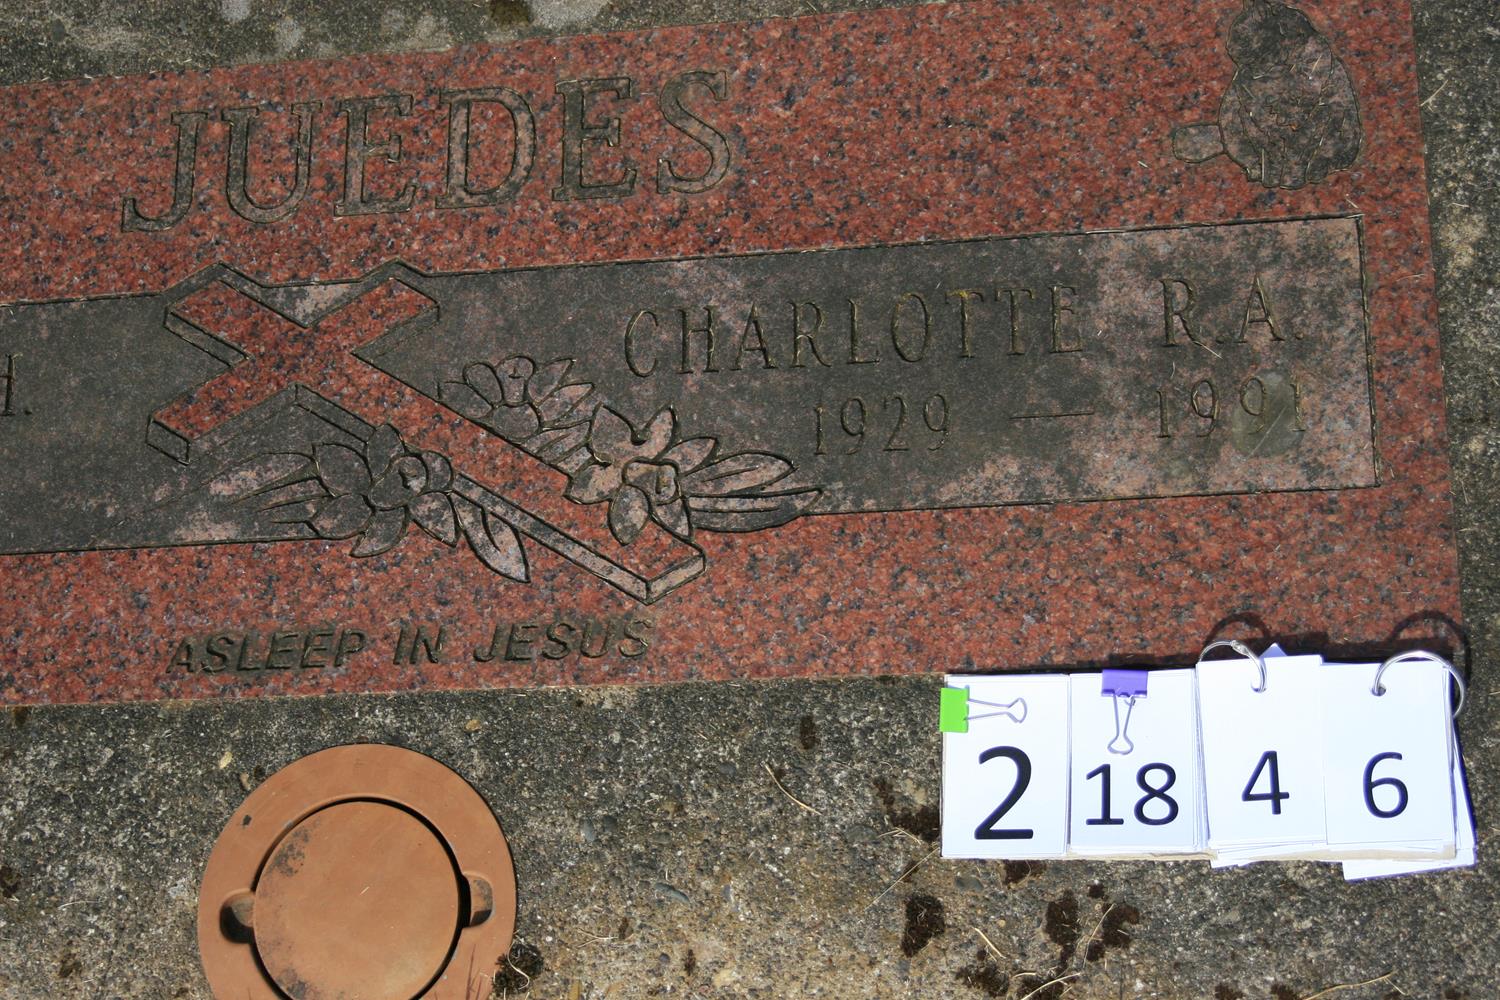 JUEDES
H.
CHARLOTTE R.A.
1929 — 1991
ASLEEP IN JESUS
2 18 4 6